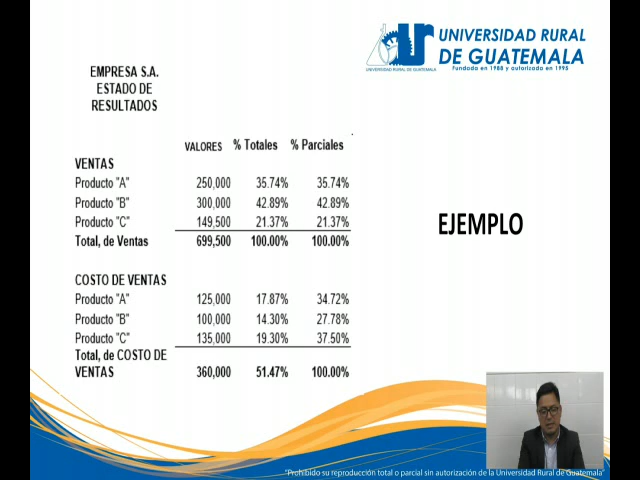 UNIVERSIDAD RURAL
DE GUATEMALA
Fundada en 1988 y autorizada en 1995
UNIVERSIDAD RURAL DE GUATEMALA
EMPRESA S.A.
ESTADO DE
RESULTADOS
VALORES % Totales % Parciales
VENTAS
Producto "A" 250,000 35.74% 35.74%
Producto "B" 300,000 42.89% 42.89%
Producto "C" 149,500 21.37% 21.37%
Total, de Ventas 699,500 100.00% 100.00%
EJEMPLO
COSTO DE VENTAS
Producto "A" 125,000 17.87% 34.72%
Producto "B" 100,000 14.30% 27.78%
Producto "C" 135,000 19.30% 37.50%
Total, de COSTO DE
VENTAS 360,000 51.47% 100.00%
"Prohibido su reproducción total o parcial sin autorización de la Universidad Rural de Guatemala"